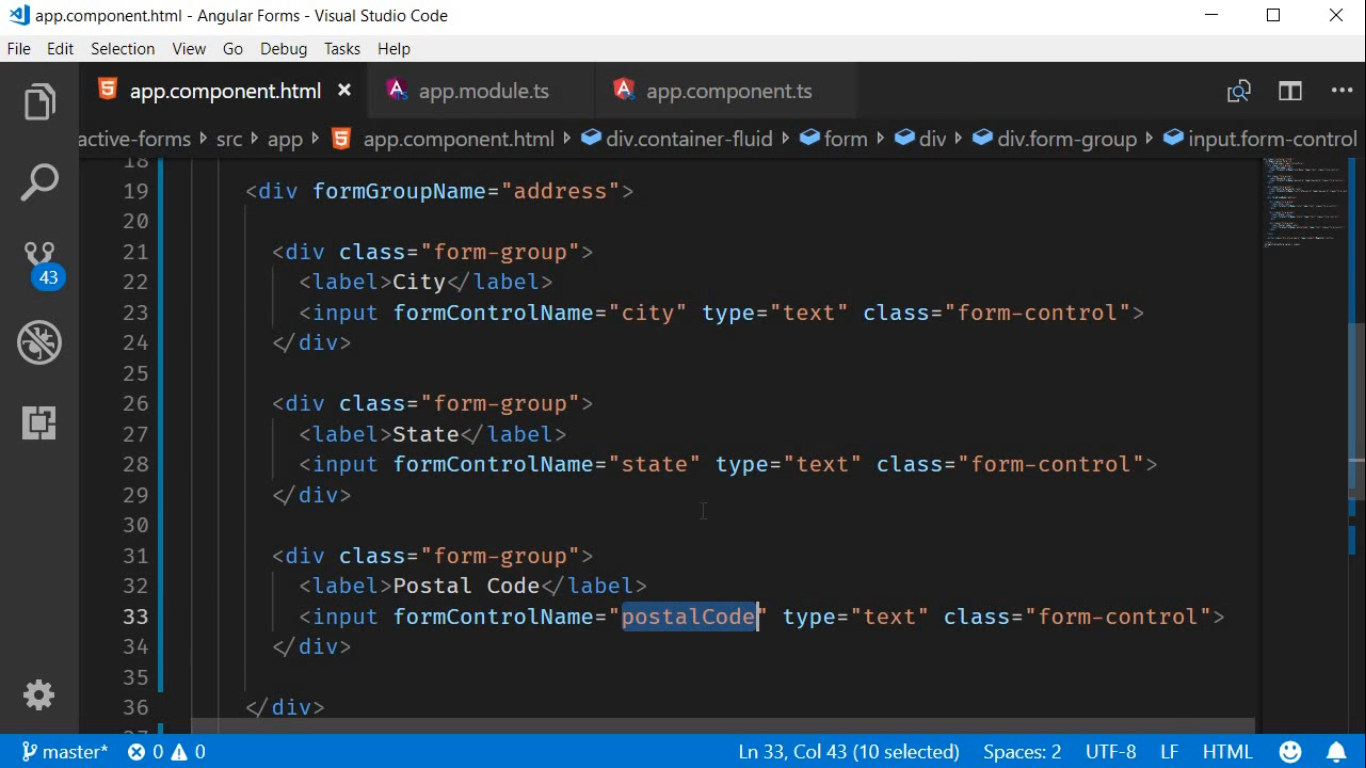 app.component.html - Angular Forms - Visual Studio Code
File Edit Selection View Go Debug Tasks Help
app.component.html × app.module.ts app.component.ts ...
active-forms src app app.component.html div.container-fluid form div div.form-group input.form-control
18
19 <div formGroupName="address">
20
21 <div class="form-group">
22 <label>City</label>
23 <input formControlName="city" type="text" class="form-control">
24 </div>
25
26 <div class="form-group">
27 <label>State</label>
28 <input formControlName="state" type="text" class="form-control">
29 </div>
30
31 <div class="form-group">
32 <label>Postal Code</label>
33 <input formControlName="postalCode" type="text" class="form-control">
34 </div>
35
36 </div>
43
master* 0 0 Ln 33, Col 43 (10 selected) Spaces: 2 UTF-8 LF HTML